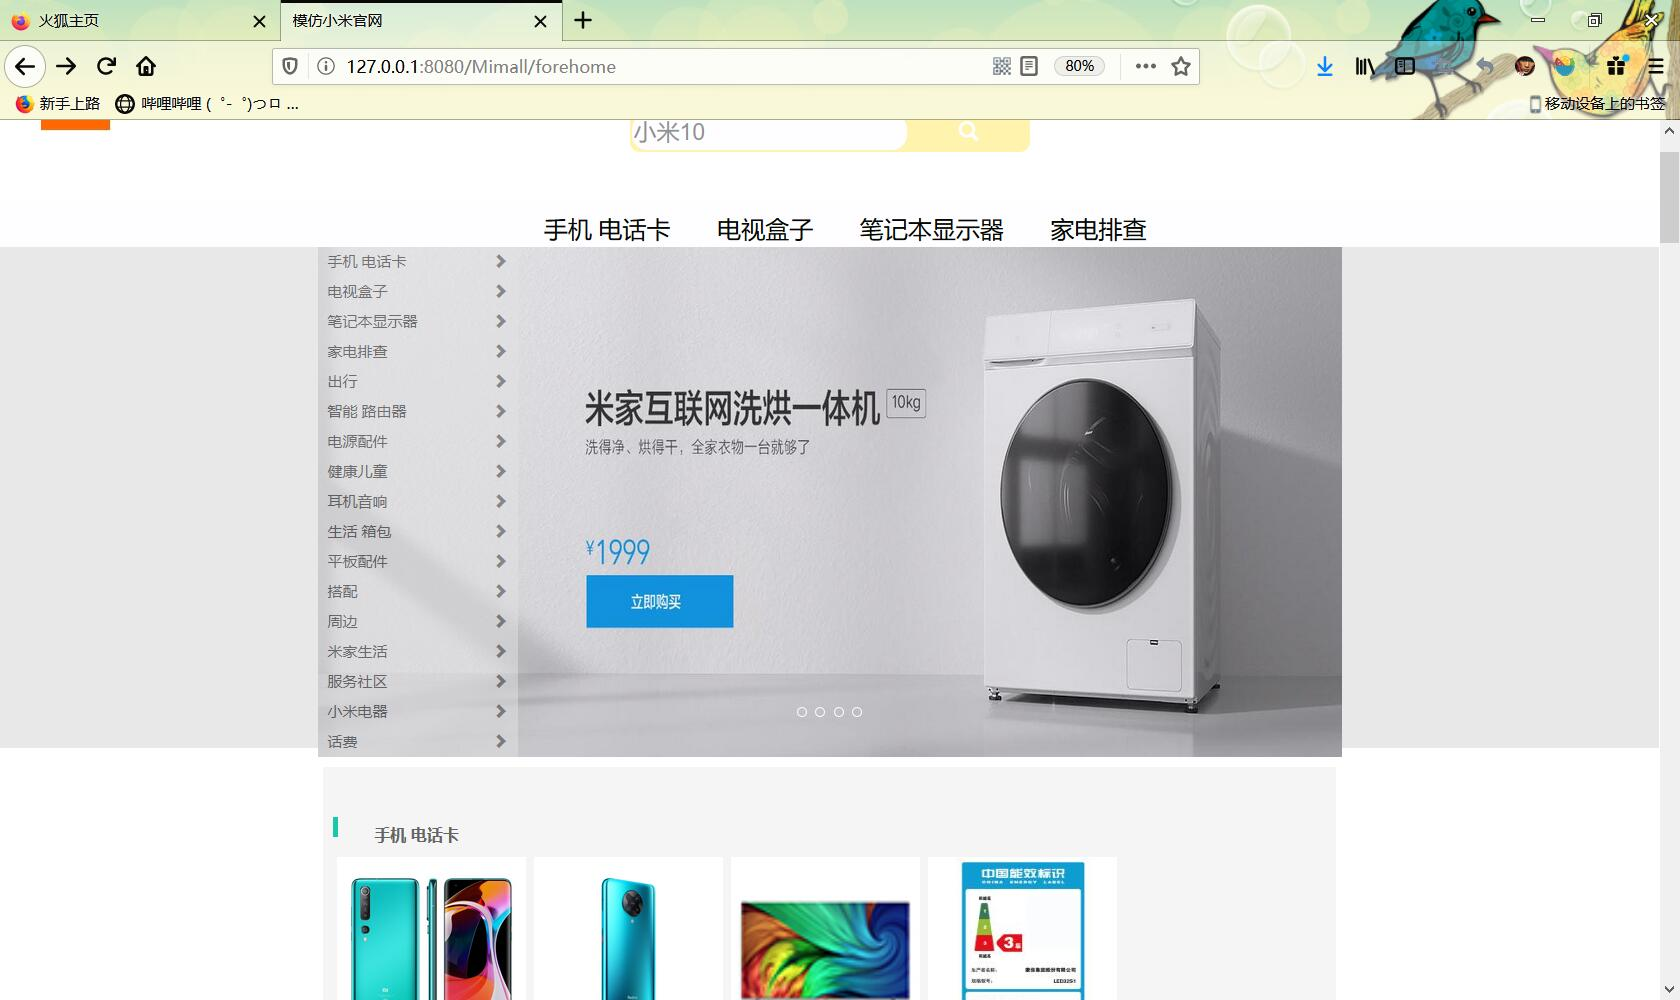 火狐主页
模仿小米官网
127.0.0.1:8080/Mimall/forehome
80%
新手上路
哔哩哔哩 ( ゜- ゜)つロ ...
移动设备上的书签
小米10
手机 电话卡 电视盒子 笔记本显示器 家电排查
手机 电话卡
电视盒子
笔记本显示器
家电排查
出行
智能 路由器
电源配件
健康儿童
耳机音响
生活 箱包
平板配件
搭配
周边
米家生活
服务社区
小米电器
话费
米家互联网洗烘一体机 10kg
洗得净、烘得干，全家衣物一台就够了
¥1999
立即购买
手机 电话卡
中国能效标识
CHINA ENERGY LABEL
3级